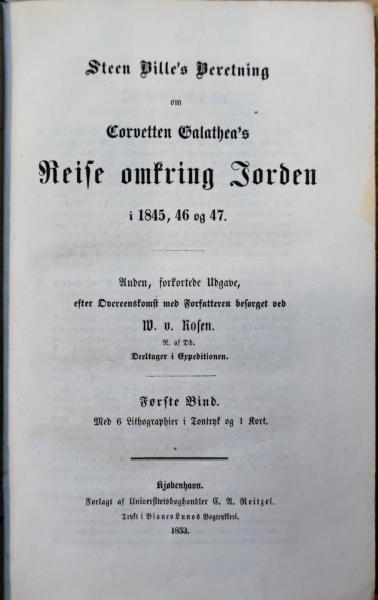 Steen Bille's Beretning
om
Corvetten Galathea's
Reise omkring Jorden
i 1845, 46 og 47.
Anden, forkortede Udgave,
efter Overeenskomst med Forfatteren besørget ved
W. v. Rosen.
R. af Db.
Deeltager i Expeditionen.
Første Bind.
Med 6 Lithographier i Tontryk og 1 Kort.
Kjøbenhavn.
Forlagt af Universitetsboghandler C. A. Reitzel.
Trykt i Bianco Lunos Bogtrykkeri.
1853.